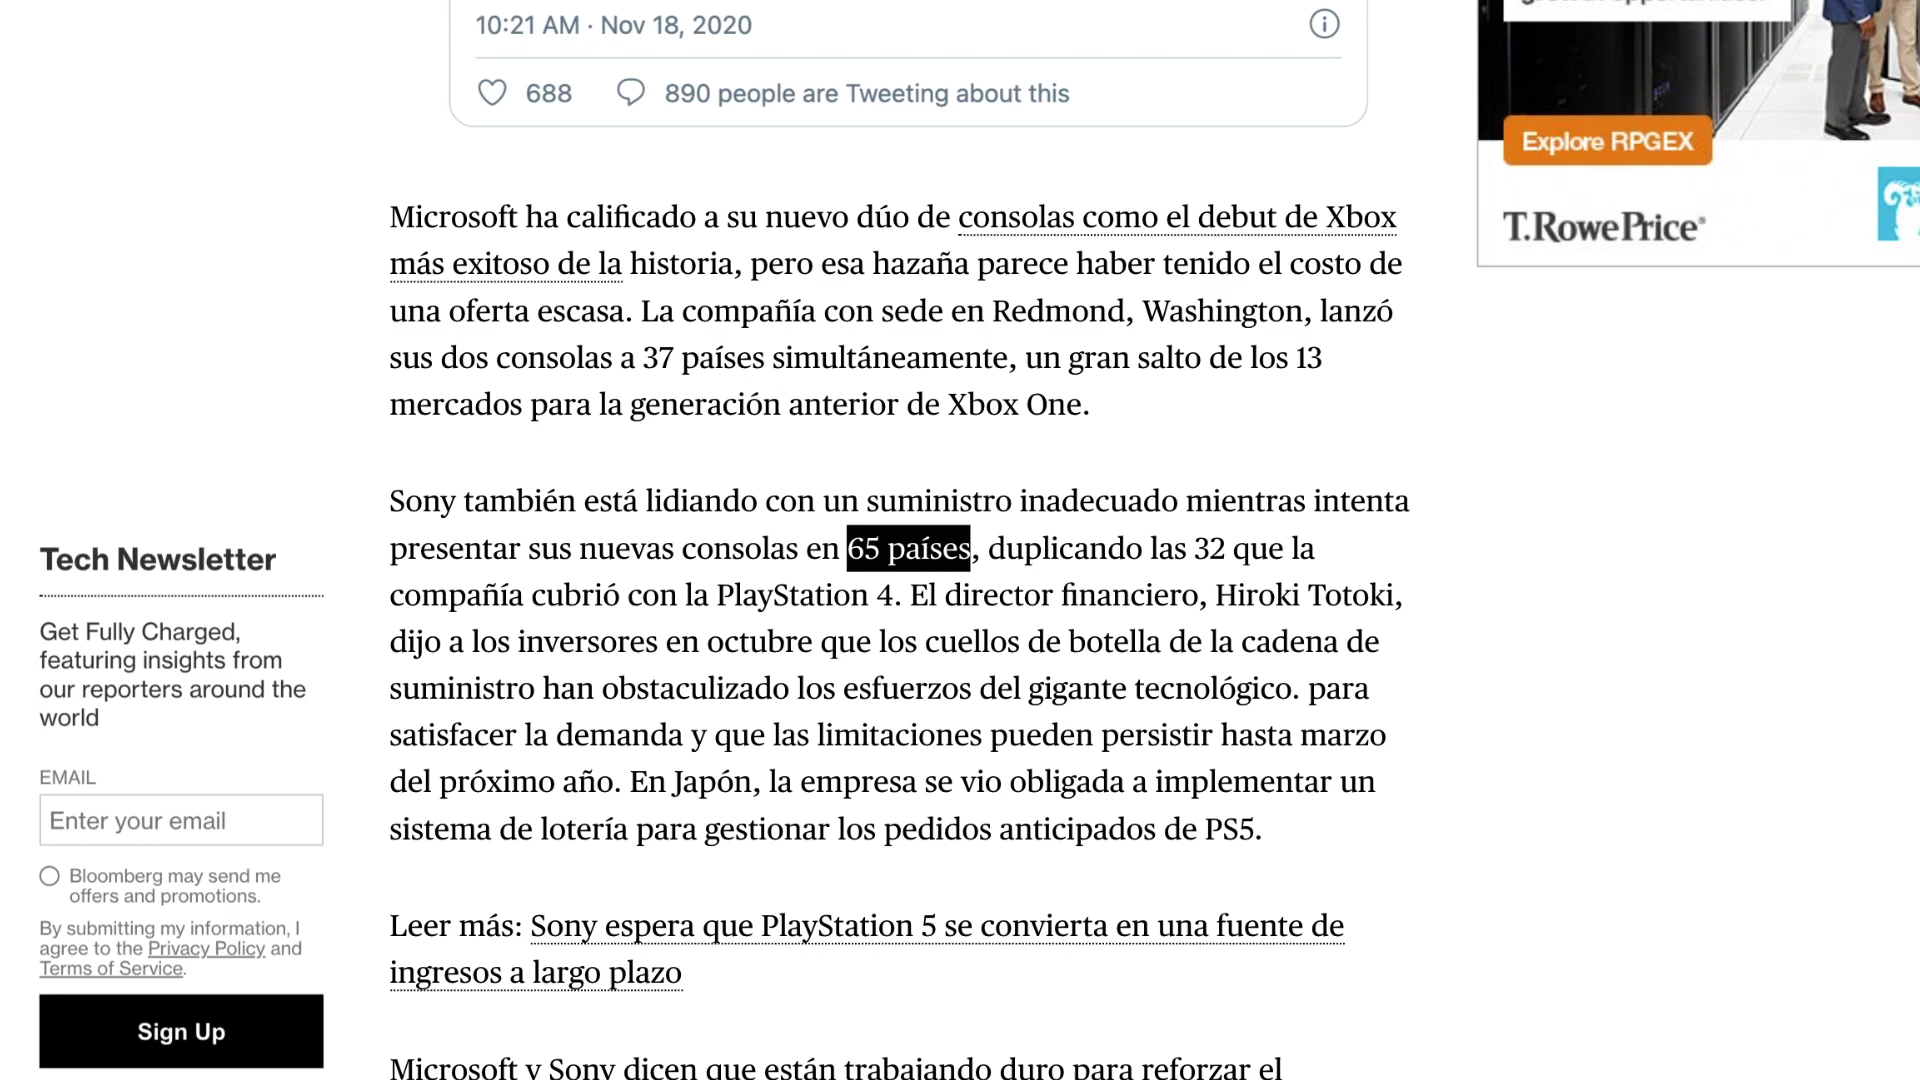 10:21 AM · Nov 18, 2020
688 890 people are Tweeting about this
Explore RPGEX
T.RowePrice®
Microsoft ha calificado a su nuevo dúo de consolas como el debut de Xbox
más exitoso de la historia, pero esa hazaña parece haber tenido el costo de
una oferta escasa. La compañía con sede en Redmond, Washington, lanzó
sus dos consolas a 37 países simultáneamente, un gran salto de los 13
mercados para la generación anterior de Xbox One.
Sony también está lidiando con un suministro inadecuado mientras intenta
presentar sus nuevas consolas en 65 países, duplicando las 32 que la
compañía cubrió con la PlayStation 4. El director financiero, Hiroki Totoki,
dijo a los inversores en octubre que los cuellos de botella de la cadena de
suministro han obstaculizado los esfuerzos del gigante tecnológico. para
satisfacer la demanda y que las limitaciones pueden persistir hasta marzo
del próximo año. En Japón, la empresa se vio obligada a implementar un
sistema de lotería para gestionar los pedidos anticipados de PS5.
Leer más: Sony espera que PlayStation 5 se convierta en una fuente de
ingresos a largo plazo
Microsoft y Sony dicen que están trabajando duro para reforzar el
Tech Newsletter
Get Fully Charged,
featuring insights from
our reporters around the
world
EMAIL
Enter your email
Bloomberg may send me
offers and promotions.
By submitting my information, I
agree to the Privacy Policy and
Terms of Service.
Sign Up